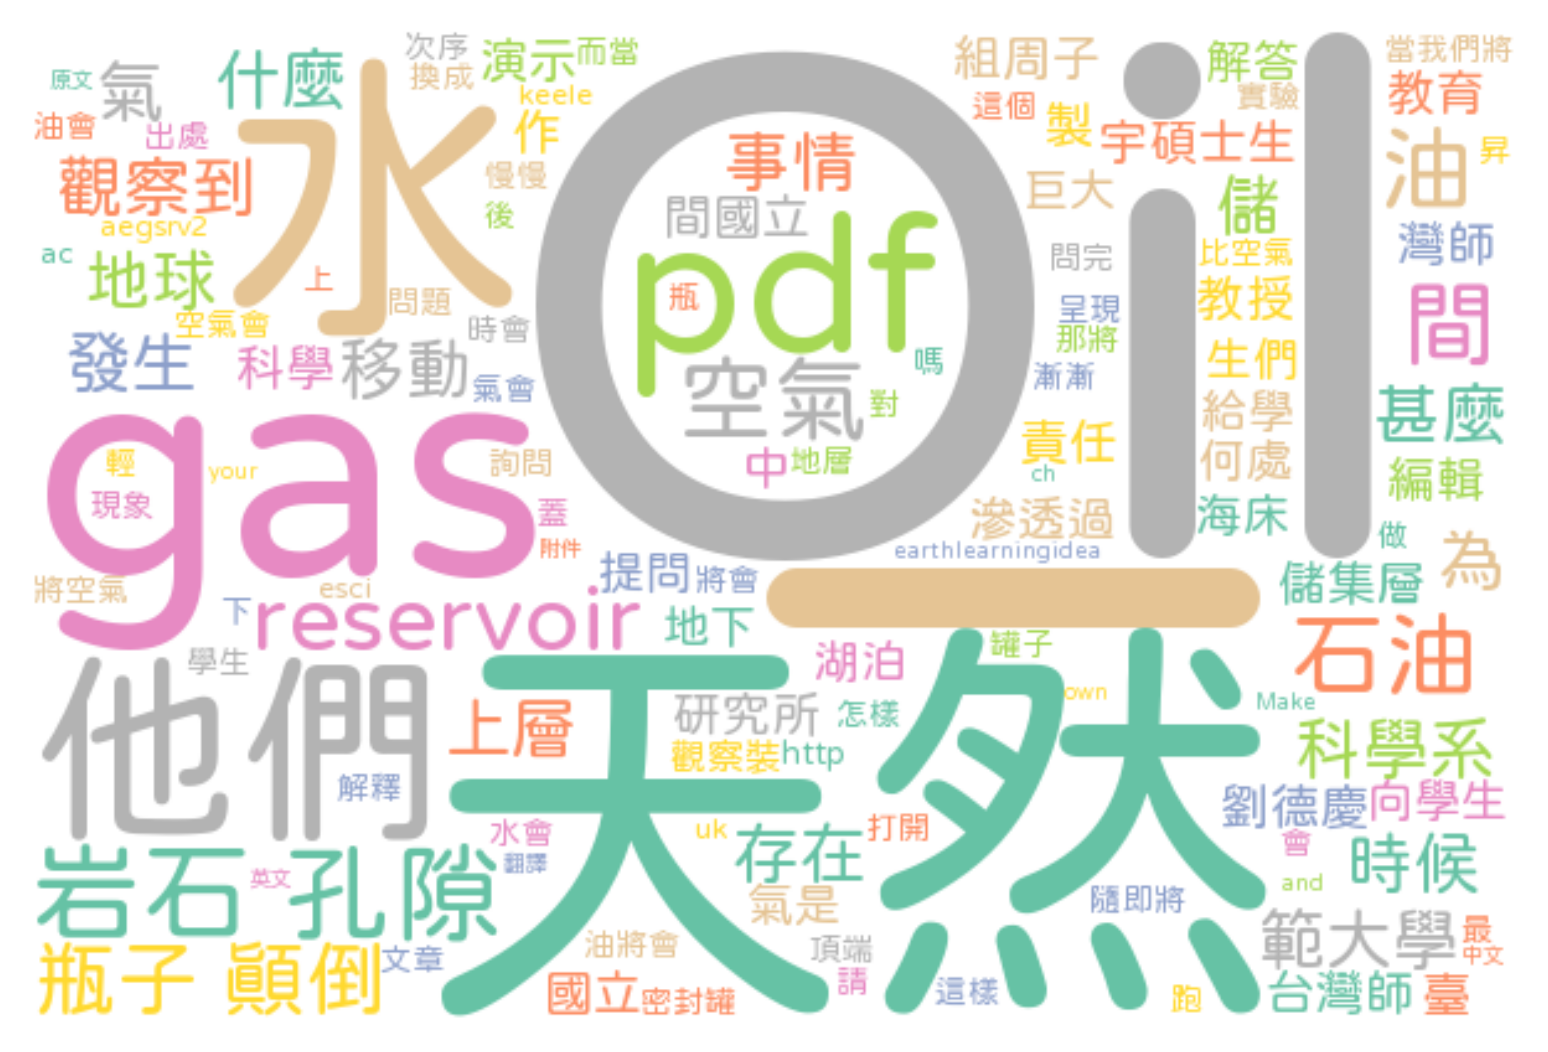 次序
演示
而當
組周子
解答
當我們將
原文
氣
什麼
換成
keele
這個
製
實驗
教育
油會
出處
水
作
Oil
事情
宇碩士生
油
昇
觀察到
慢慢
間國立
巨大
儲
aegsrv2
後
pdf
問完
比空氣
灣師
ac
地球
上
問題
瓶
呈現
教授
間
空氣會
時會
那將
生們
發生
科學
移動
氣會
空氣
嗎
漸漸
對
給學
甚麼
gas
輕
your
詢問
中
地層
責任
ch
何處
編輯
現象
蓋
滲透過
海床
做
附件
earthlearningidea
為
將空氣
esci
提問
將會
一
儲集層
下
reservoir
地下
罐子
石油
學生
湖泊
他們
天然
own
Make
上層
研究所
怎樣
科學系
觀察裝
http
解釋
劉德慶
向學生
水會
uk
存在
打開
會
時候
岩石
英文
孔隙
翻譯
氣是
and
隨即將
範大學
最
瓶子
顚倒
文章
油將會
頂端
中文
國立
密封罐
請
這樣
跑
台灣師
臺